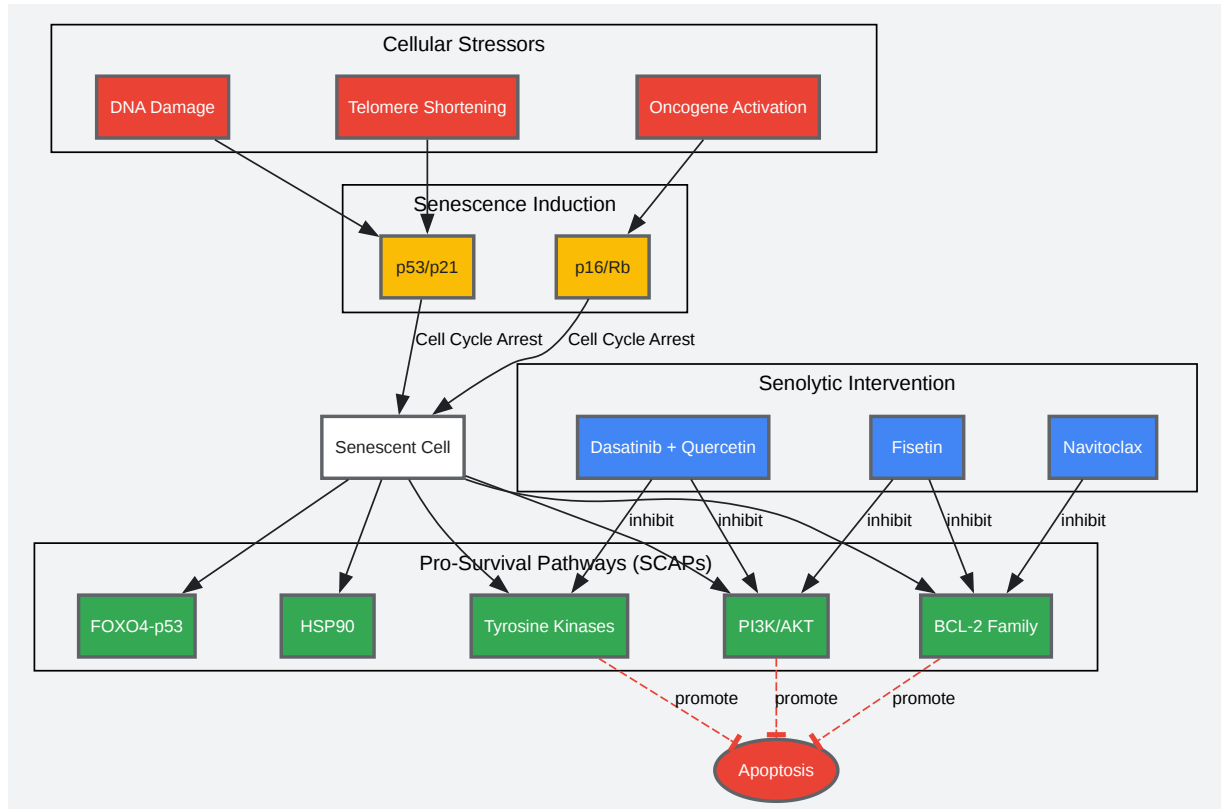 Cellular Stressors
DNA Damage
Telomere Shortening
Oncogene Activation
Senescence Induction
p53/p21
p16/Rb
Cell Cycle Arrest
Cell Cycle Arrest
Senolytic Intervention
Senescent Cell
Dasatinib + Quercetin
Fisetin
Navitoclax
inhibit
inhibit
inhibit
inhibit
inhibit
Pro-Survival Pathways (SCAPs)
FOXO4-p53
HSP90
Tyrosine Kinases
PI3K/AKT
BCL-2 Family
promote
promote
promote
Apoptosis